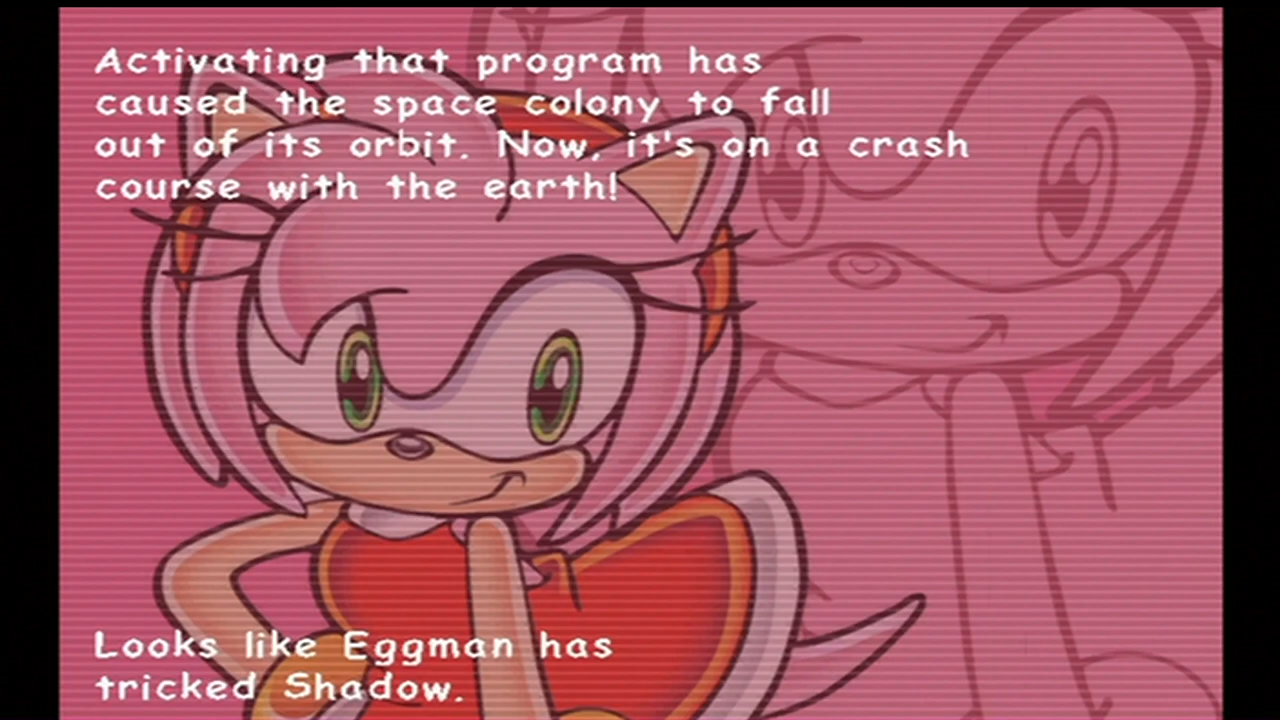 Activating that program has
caused the space colony to fall
out of its orbit. Now, it's on a crash
course with the earth!
Looks like Eggman has
tricked Shadow.